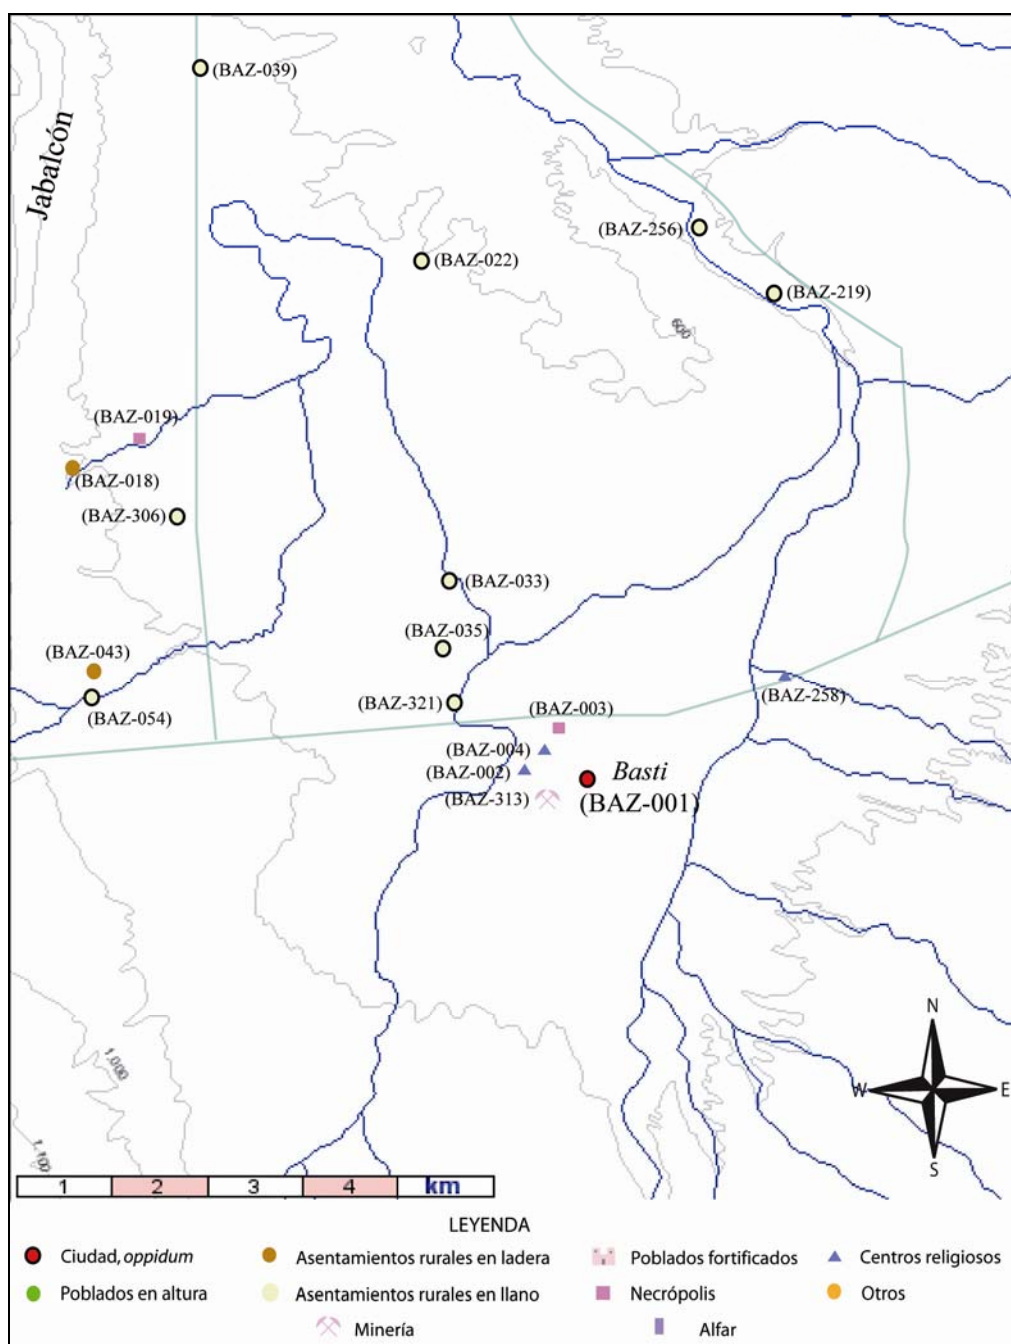 (BAZ-039)
Jabalcón
(BAZ-256)
(BAZ-022)
(BAZ-219)
600
(BAZ-019)
(BAZ-018)
(BAZ-306)
(BAZ-033)
(BAZ-035)
(BAZ-043)
(BAZ-258)
(BAZ-321)
(BAZ-054)
(BAZ-003)
(BAZ-004)
(BAZ-002)
Basti
(BAZ-313)
(BAZ-001)
N
W
E
S
1.000
1.100
1 2 3 4 km
LEYENDA
Ciudad, oppidum
Asentamientos rurales en ladera
Poblados fortificados
Centros religiosos
Poblados en altura
Asentamientos rurales en llano
Necrópolis
Otros
Minería
Alfar